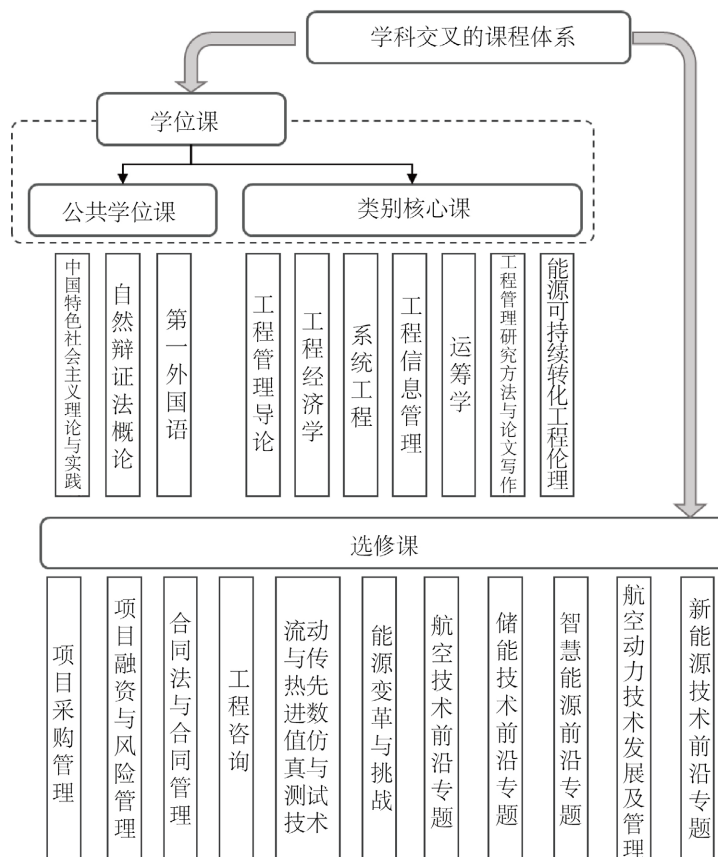 学科交叉的课程体系
学位课
公共学位课
类别核心课
中国特色社会主义理论与实践
自然辩证法概论
第一外国语
工程管理导论
工程经济学
系统工程
工程信息管理
运筹学
工程管理研究方法与论文写作
能源可持续转化工程伦理
选修课
项目采购管理
项目融资与风险管理
合同法与合同管理
工程咨询
流动
与传
热先
进数
值仿
真与
测试
技术
能源变革与挑战
航空技术前沿专题
储能技术前沿专题
智慧能源前沿专题
航空动力技术发展及管理
新能源技术前沿专题